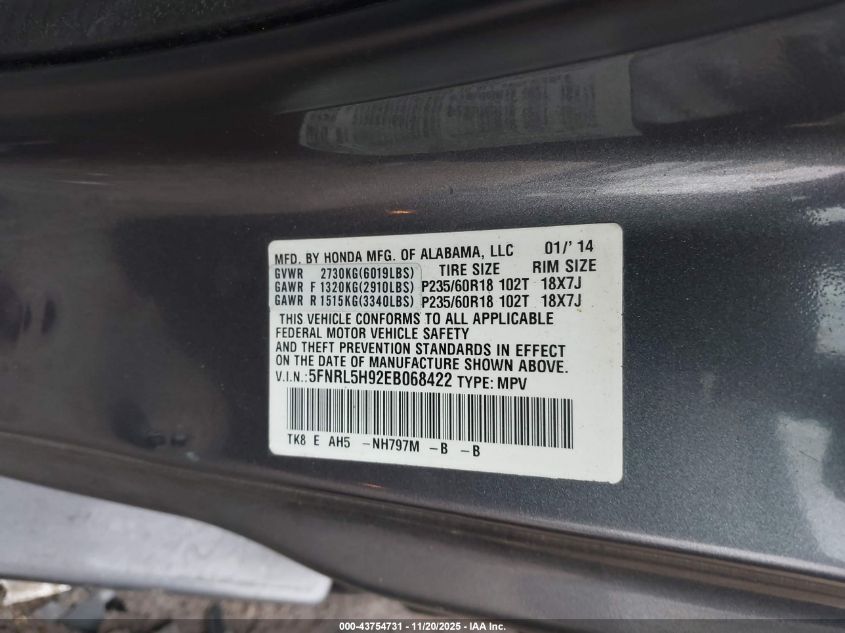 MFD. BY HONDA MFG. OF ALABAMA, LLC 01/'14
GVWR 2730KG(6019LBS) TIRE SIZE RIM SIZE
GAWR F 1320KG(2910LBS) P235/60R18 102T 18X7J
GAWR R 1515KG(3340LBS) P235/60R18 102T 18X7J
THIS VEHICLE CONFORMS TO ALL APPLICABLE
FEDERAL MOTOR VEHICLE SAFETY
AND THEFT PREVENTION STANDARDS IN EFFECT
ON THE DATE OF MANUFACTURE SHOWN ABOVE.
V.I.N.: 5FNRL5H92EB068422 TYPE: MPV
TK8 E AH5 -NH797M -B -B
000-43754731 - 11/20/2025 - IAA Inc.